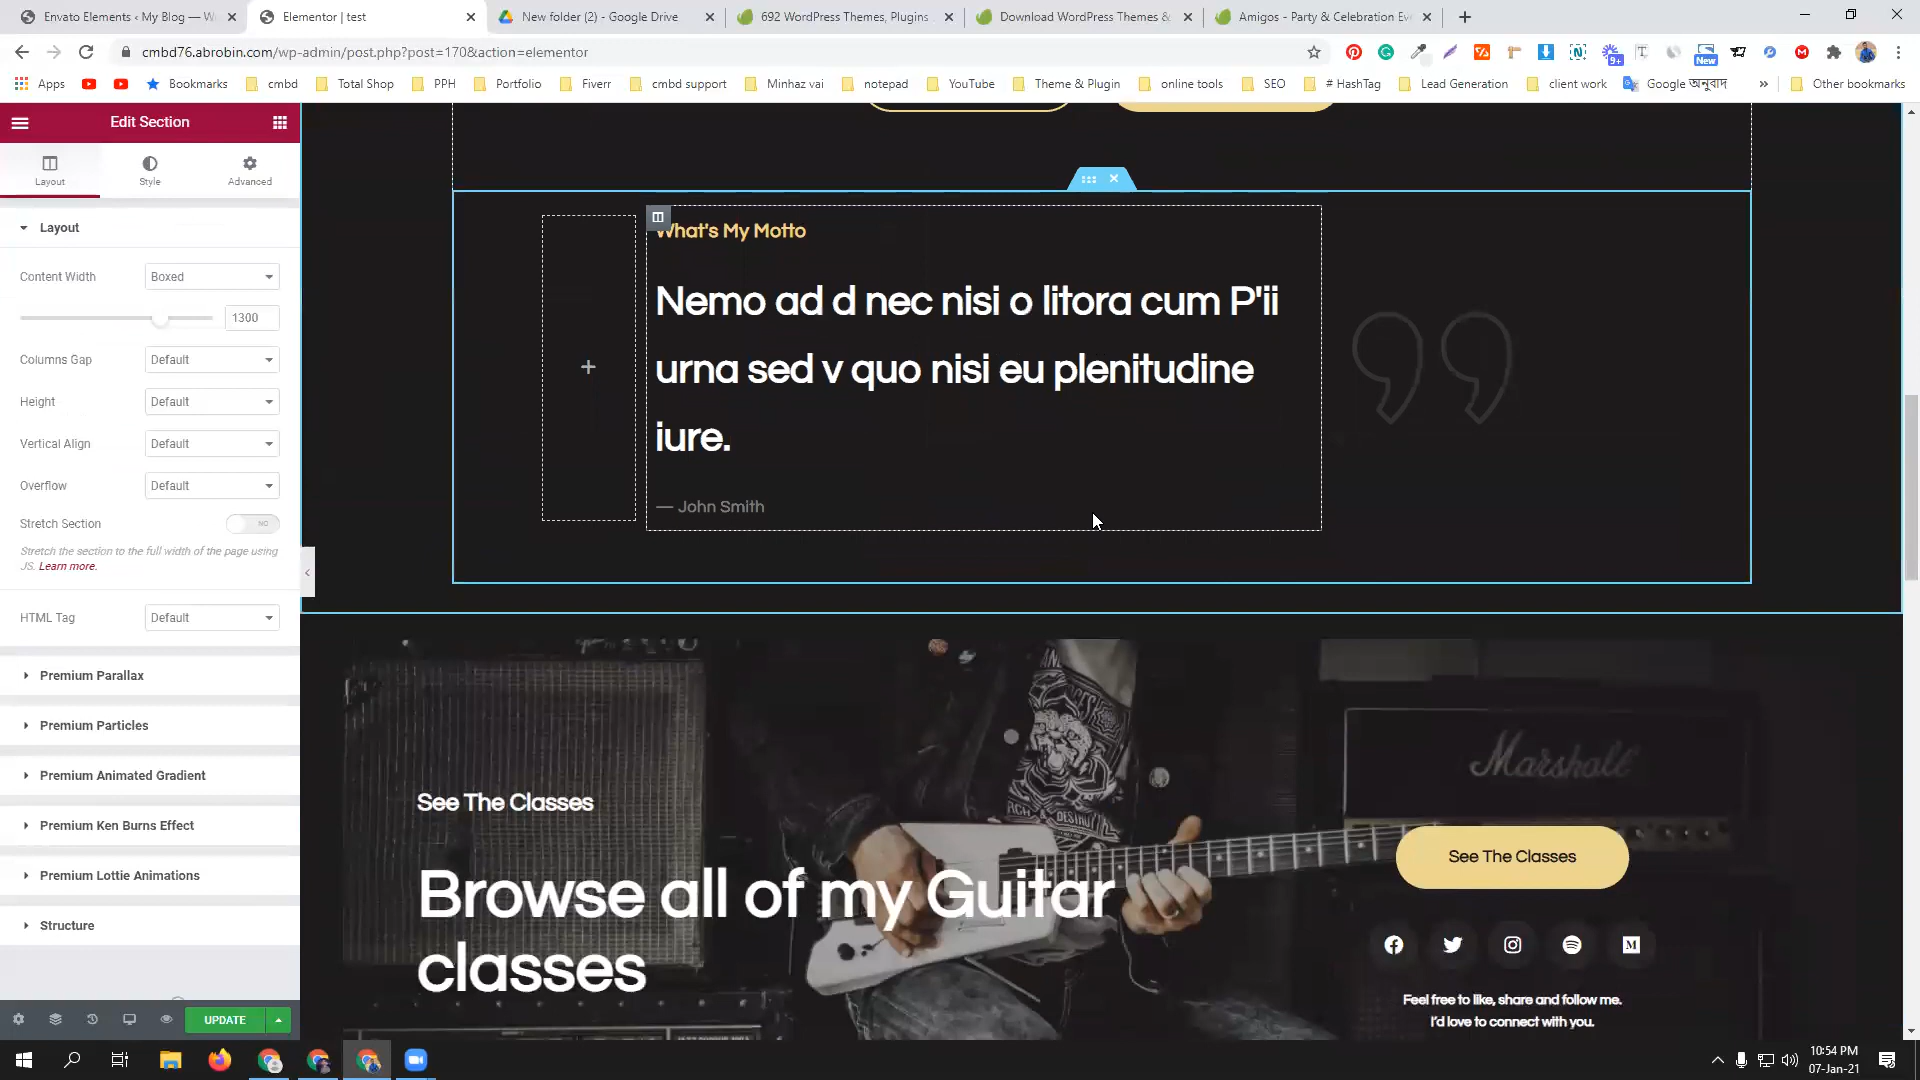 Envato Elements ‹ My Blog — W
Elementor | test
New folder (2) - Google Drive
692 WordPress Themes, Plugins
Download WordPress Themes &
Amigos - Party & Celebration Ev
cmbd76.abrobin.com/wp-admin/post.php?post=170&action=elementor
9+
New
Apps
Bookmarks
cmbd
Total Shop
PPH
Portfolio
Fiverr
cmbd support
Minhaz vai
notepad
YouTube
Theme & Plugin
online tools
SEO
# HashTag
Lead Generation
client work
Google অনুবাদ
»
Other bookmarks
Edit Section
Layout
Style
Advanced
Layout
Content Width
Boxed
1300
Columns Gap
Default
Height
Default
Vertical Align
Default
Overflow
Default
Stretch Section
NO
Stretch the section to the full width of the page using
JS. Learn more.
HTML Tag
Default
Premium Parallax
Premium Particles
Premium Animated Gradient
Premium Ken Burns Effect
Premium Lottie Animations
Structure
UPDATE
What's My Motto
Nemo ad d nec nisi o litora cum P'ii
urna sed v quo nisi eu plenitudine
iure.
— John Smith
Marshall
See The Classes
Browse all of my Guitar
classes
See The Classes
Feel free to like, share and follow me.
I'd love to connect with you.
10:54 PM
07-Jan-21